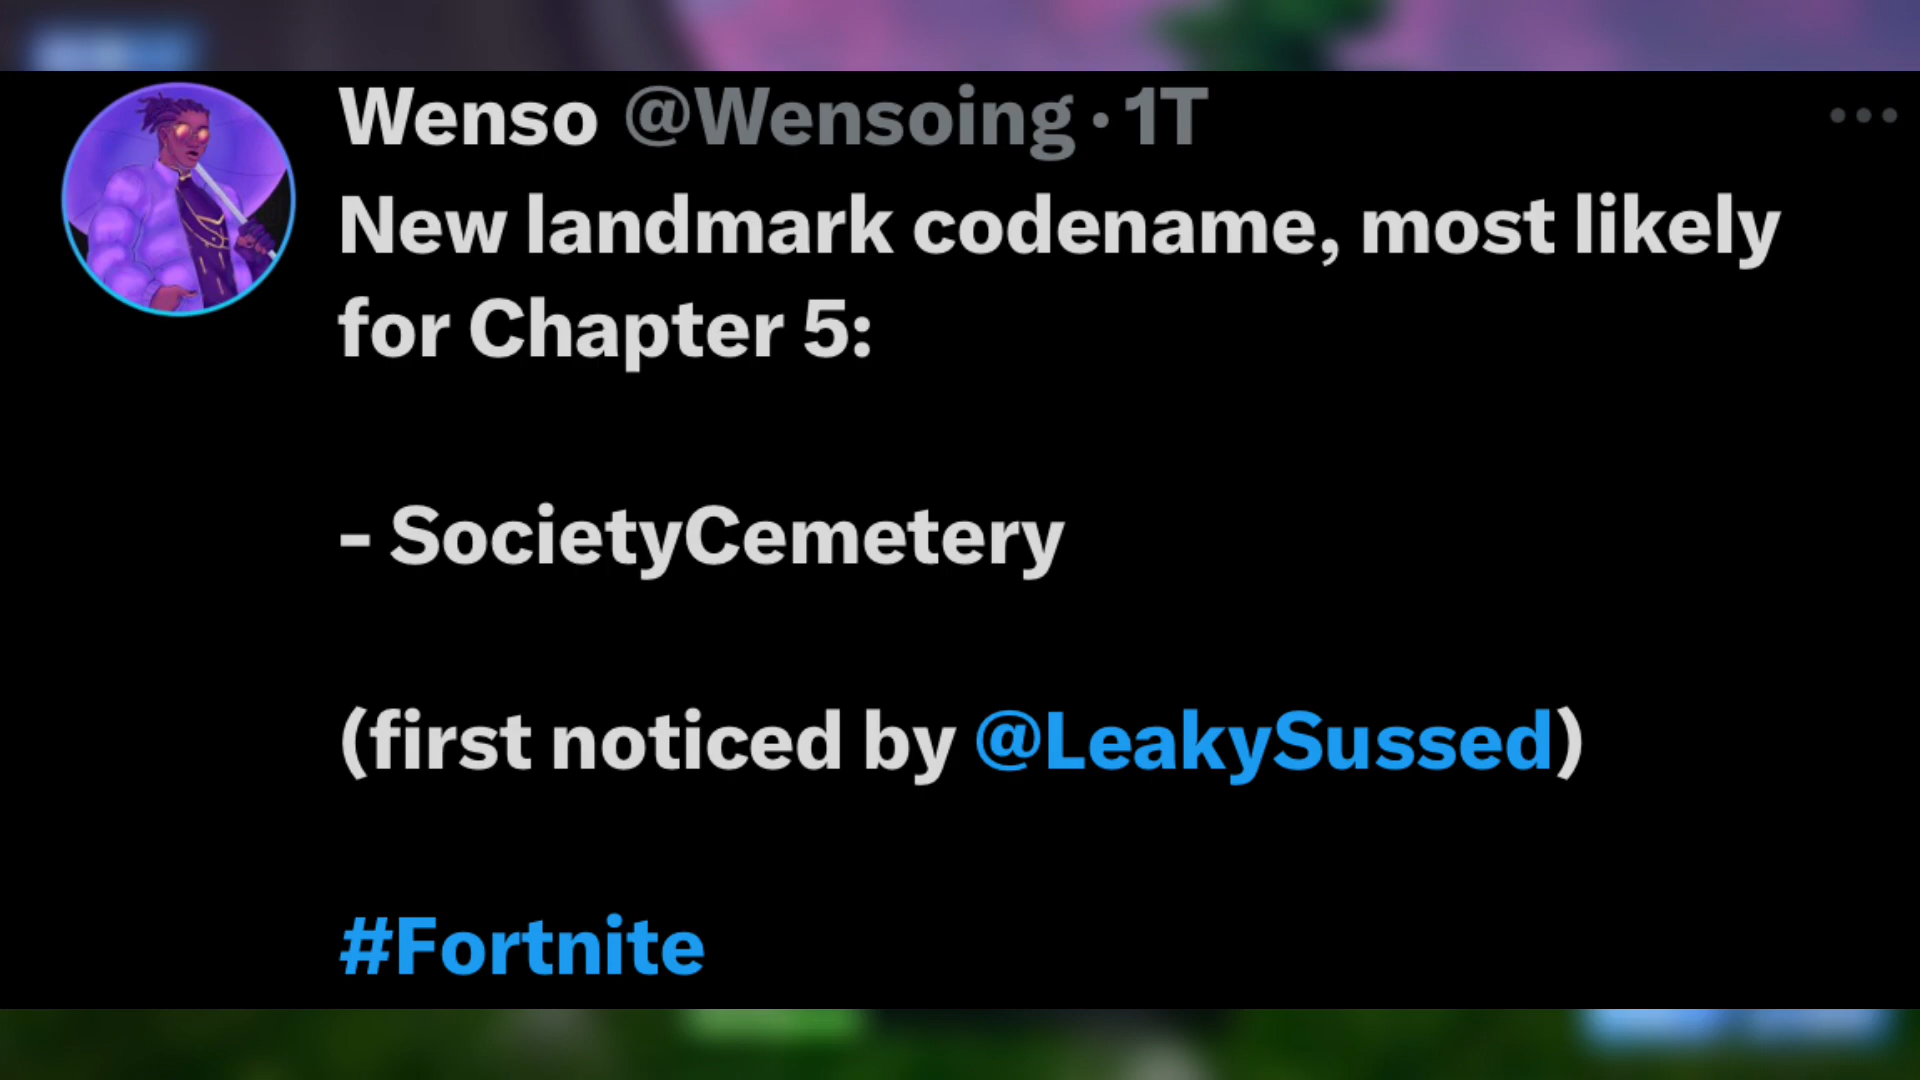 Wenso @Wensoing · 1T
New landmark codename, most likely
for Chapter 5:
- SocietyCemetery
(first noticed by @LeakySussed)
#Fortnite